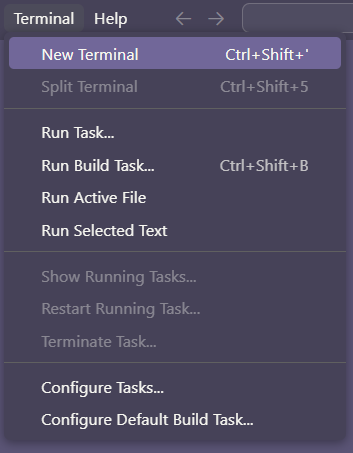 Terminal Help
New Terminal Ctrl+Shift+'
Split Terminal Ctrl+Shift+5
Run Task...
Run Build Task... Ctrl+Shift+B
Run Active File
Run Selected Text
Show Running Tasks...
Restart Running Task...
Terminate Task...
Configure Tasks...
Configure Default Build Task...